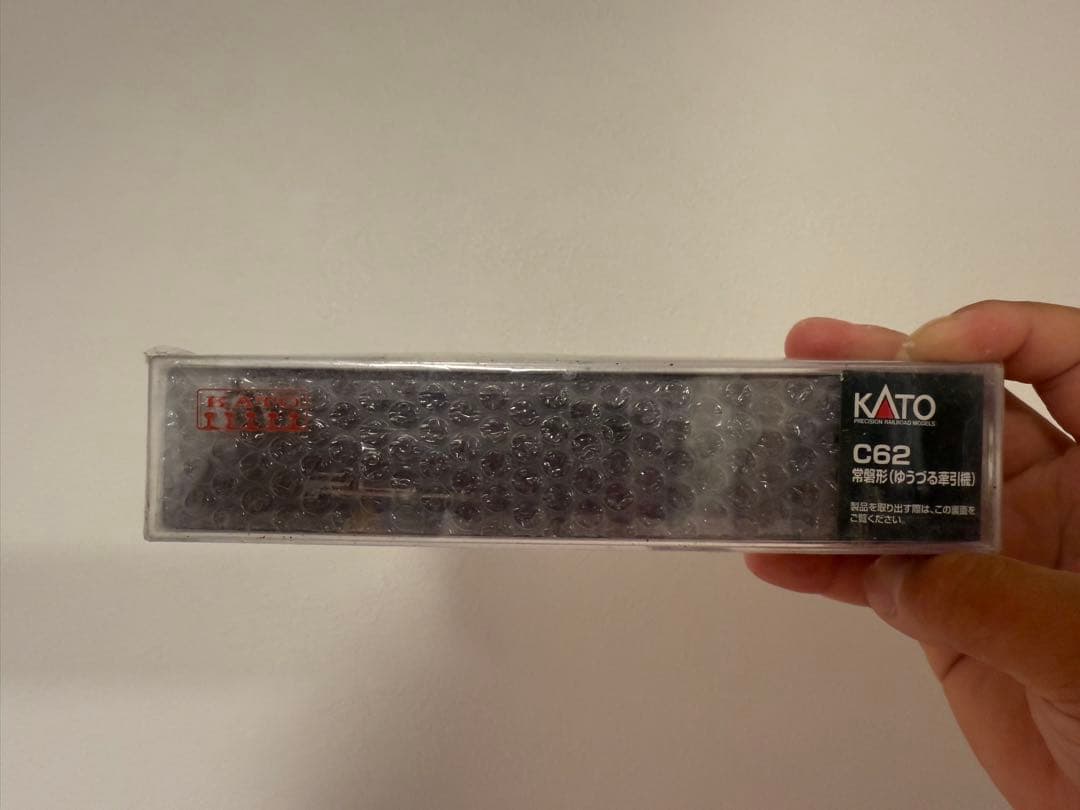 KATO
KATO
PRECISION RAILROAD MODELS
C62
常磐形(ゆうづる牽引機)
製品を取り出す際は、この裏面を
ご覧ください。